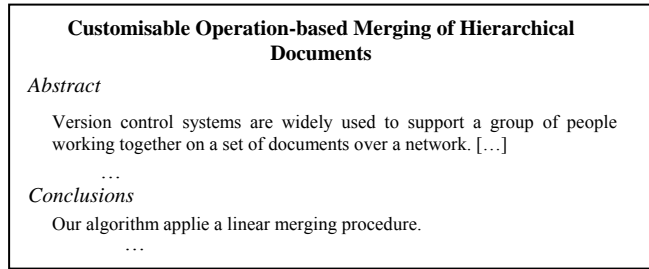 Customisable Operation-based Merging of Hierarchical
Documents
Abstract
Version control systems are widely used to support a group of people
working together on a set of documents over a network. […]
…
Conclusions
Our algorithm applie a linear merging procedure.
…